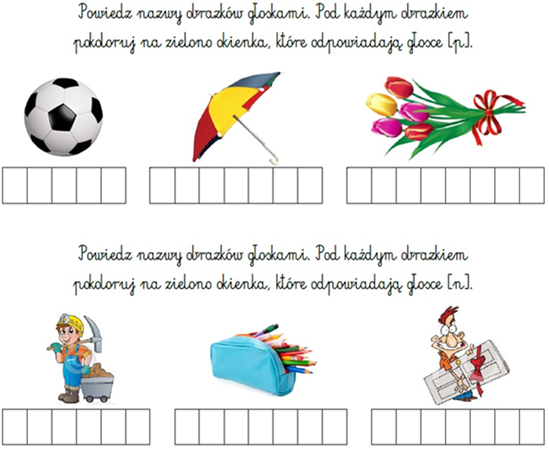 Powiedz nazwy obrazków głoskami. Pod każdym obrazkiem
pokoloruj na zielono okienka, które odpowiadają głosce [p].
Powiedz nazwy obrazków głoskami. Pod każdym obrazkiem
pokoloruj na zielono okienka, które odpowiadają głosce [n].